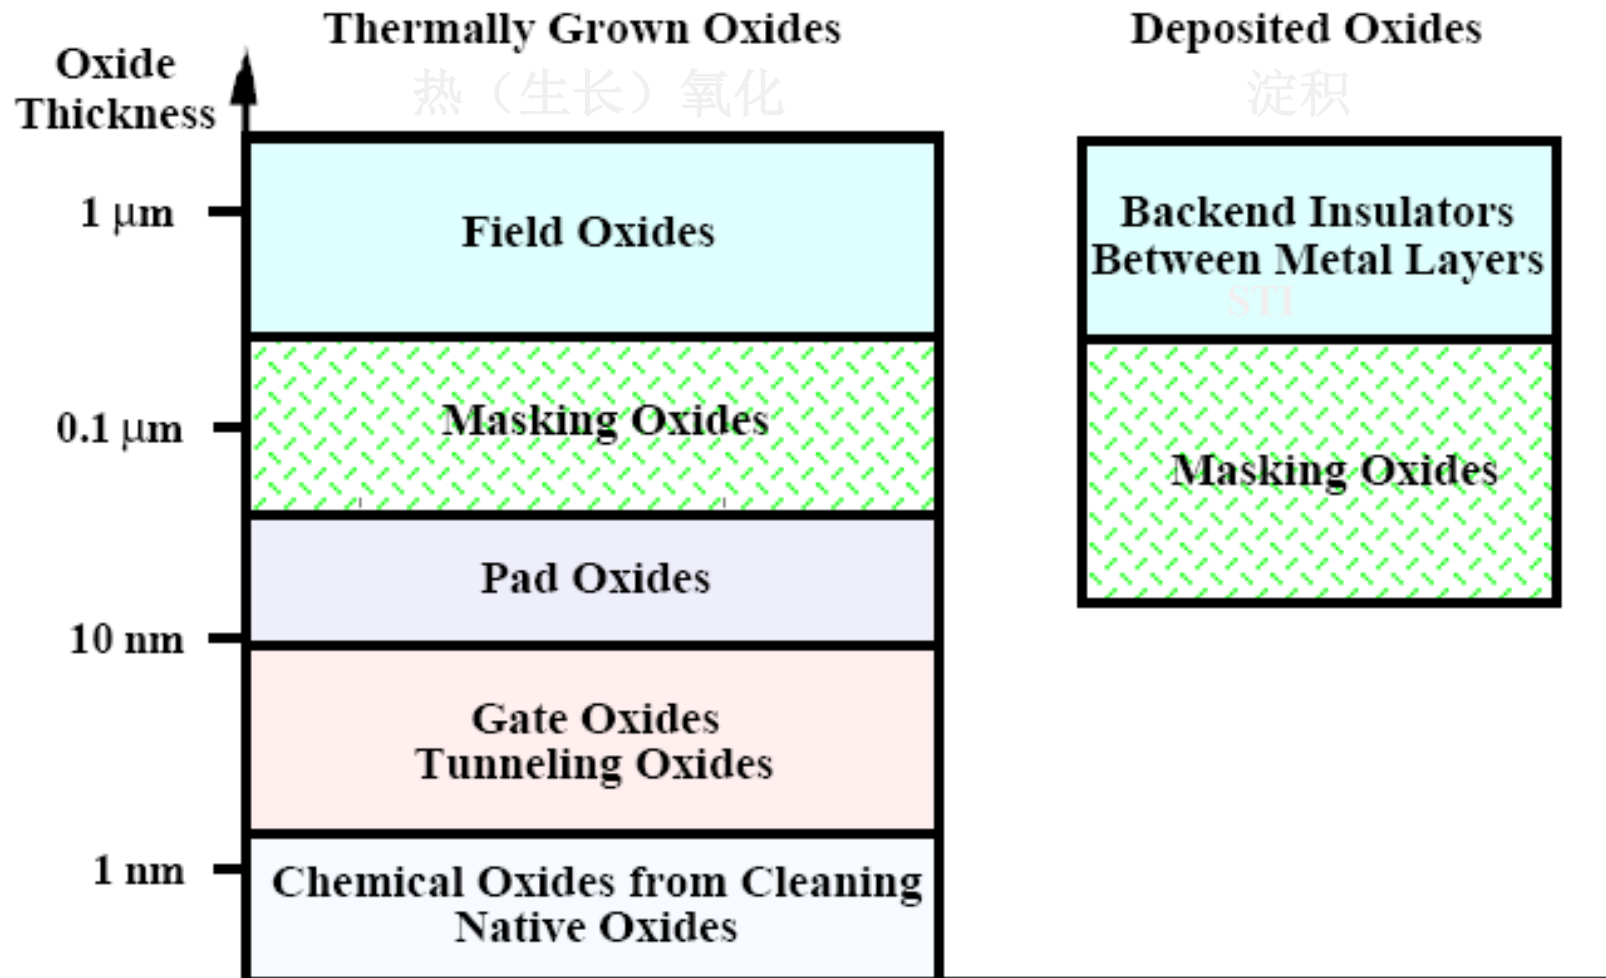 Thermally Grown Oxides
Deposited Oxides
热（生长）氧化
淀积
Oxide
Thickness
1 μm
0.1 μm
10 nm
1 nm
Field Oxides
Masking Oxides
Pad Oxides
Gate Oxides
Tunneling Oxides
Chemical Oxides from Cleaning
Native Oxides
Backend Insulators
Between Metal Layers
STI
Masking Oxides